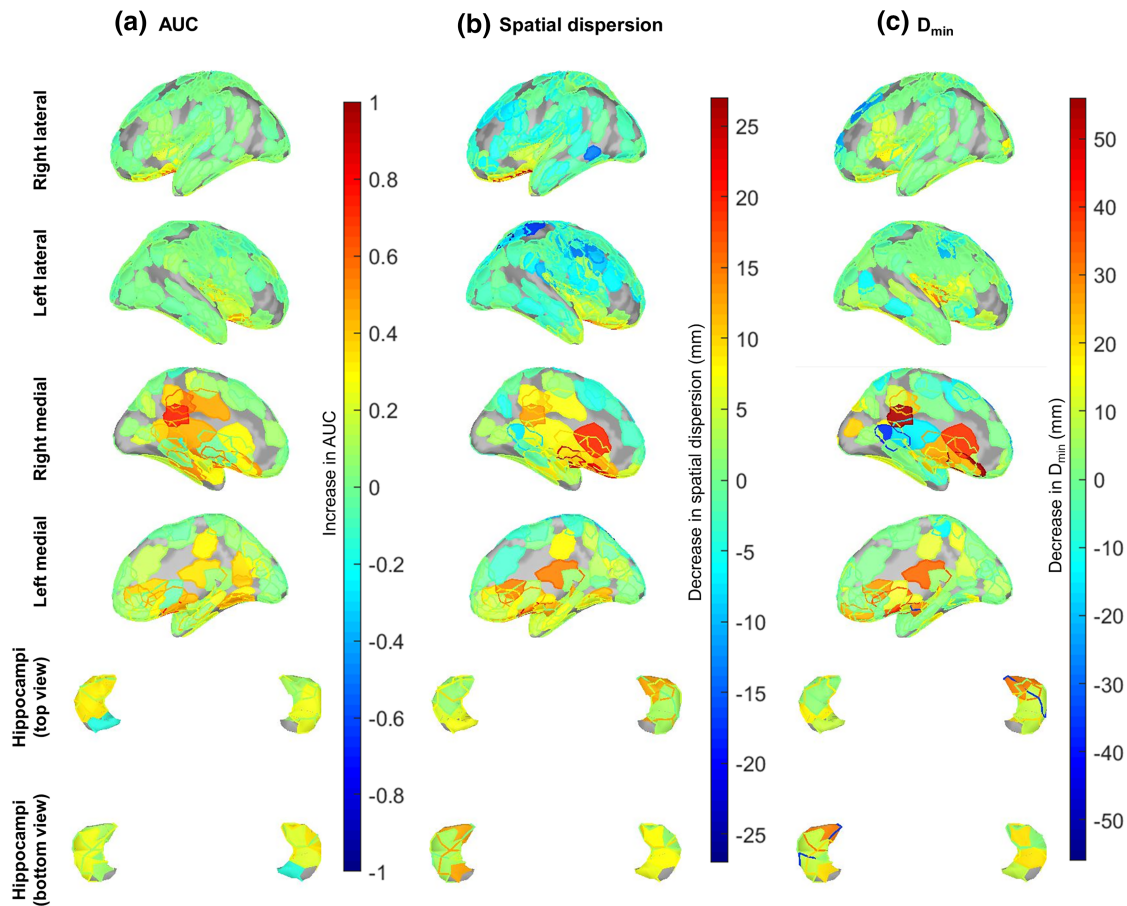 (a) AUC
(b) Spatial dispersion
(c) Dmin
Right lateral
Left lateral
Right medial
Left medial
Hippocampi
(top view)
Hippocampi
(bottom view)
1
0.8
0.6
0.4
0.2
0
-0.2
-0.4
-0.6
-0.8
-1
Increase in AUC
25
20
15
10
5
0
-5
-10
-15
-20
-25
Decrease in spatial dispersion (mm)
50
40
30
20
10
0
-10
-20
-30
-40
-50
Decrease in Dmin (mm)